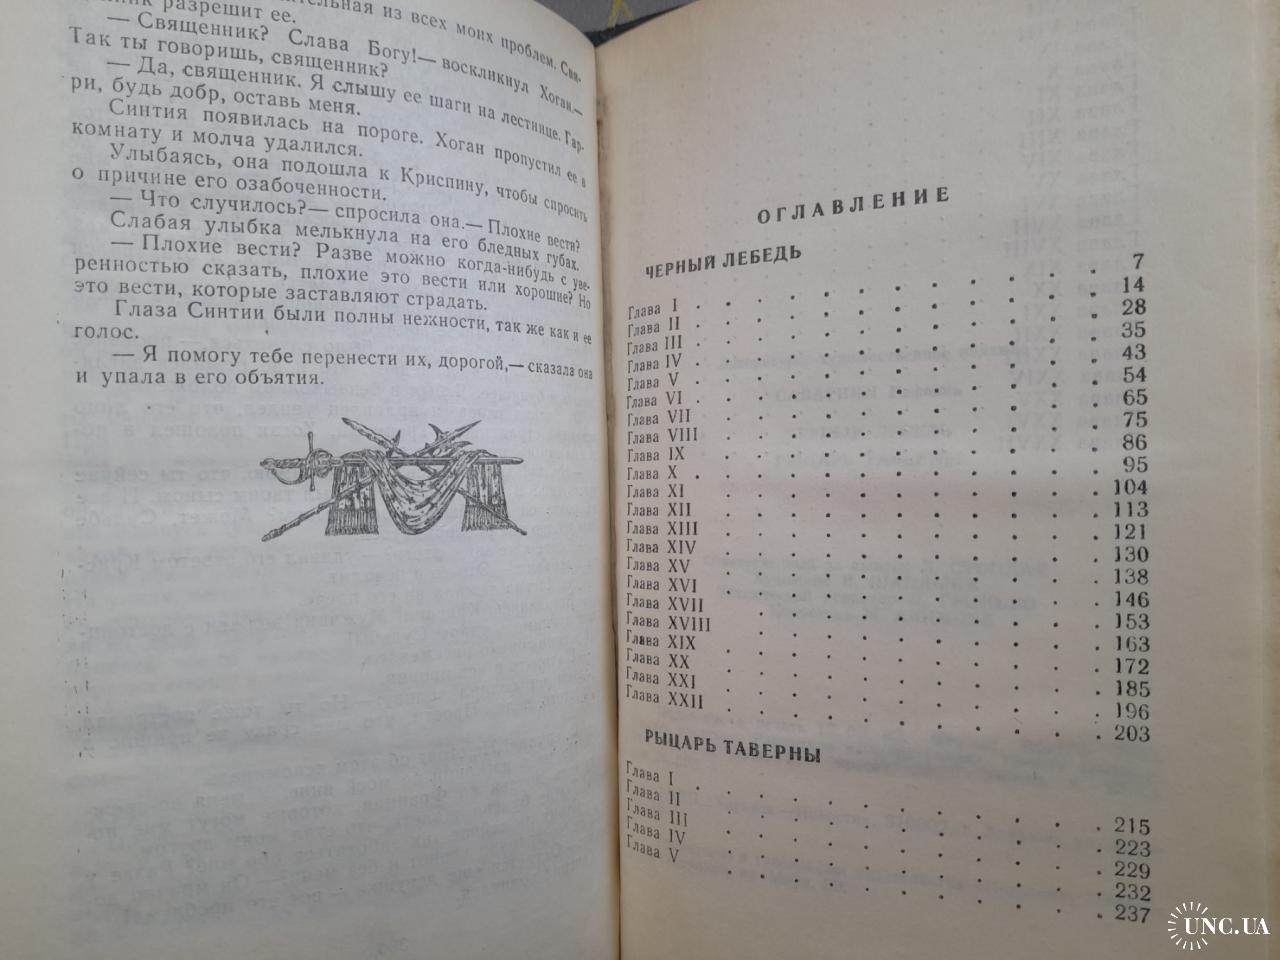 тельная из всех моих проблем. Свя-
ник разрешит ее.
— Священник? Слава Богу!— воскликнул Хоган.—
Так ты говоришь, священник?
— Да, священник. Я слышу ее шаги на лестнице. Гар-
ри, будь добр, оставь меня.
Синтия появилась на пороге. Хоган пропустил ее в
комнату и молча удалился.
Улыбаясь, она подошла к Криспину, чтобы спросить
о причине его озабоченности.
— Что случилось?— спросила она.— Плохие вести?
Слабая улыбка мелькнула на его бледных губах.
— Плохие вести? Разве можно когда-нибудь с уве-
ренностью сказать, плохие это вести или хорошие? Но
это вести, которые заставляют страдать.
Глаза Синтии были полны нежности, так же как и ее
голос.
— Я помогу тебе перенести их, дорогой,— сказала она
и упала в его объятия.
ОГЛАВЛЕНИЕ
ЧЕРНЫЙ ЛЕБЕДЬ
Глава I . . . . . . . . . . . 7
Глава II . . . . . . . . . . . 14
Глава III . . . . . . . . . . . 28
Глава IV . . . . . . . . . . . 35
Глава V . . . . . . . . . . . 43
Глава VI . . . . . . . . . . . 54
Глава VII . . . . . . . . . . . 65
Глава VIII . . . . . . . . . . . 75
Глава IX . . . . . . . . . . . 86
Глава X . . . . . . . . . . . 95
Глава XI . . . . . . . . . . . 104
Глава XII . . . . . . . . . . . 113
Глава XIII . . . . . . . . . . . 121
Глава XIV . . . . . . . . . . . 130
Глава XV . . . . . . . . . . . 138
Глава XVI . . . . . . . . . . . 146
Глава XVII . . . . . . . . . . . 153
Глава XVIII . . . . . . . . . . . 163
Глава XIX . . . . . . . . . . . 172
Глава XX . . . . . . . . . . . 185
Глава XXI . . . . . . . . . . . 196
Глава XXII . . . . . . . . . . . 203
РЫЦАРЬ ТАВЕРНЫ
Глава I . . . . . . . . . . . 215
Глава II . . . . . . . . . . . 223
Глава III . . . . . . . . . . . 229
Глава IV . . . . . . . . . . . 232
Глава V . . . . . . . . . . . 237
UNC.UA